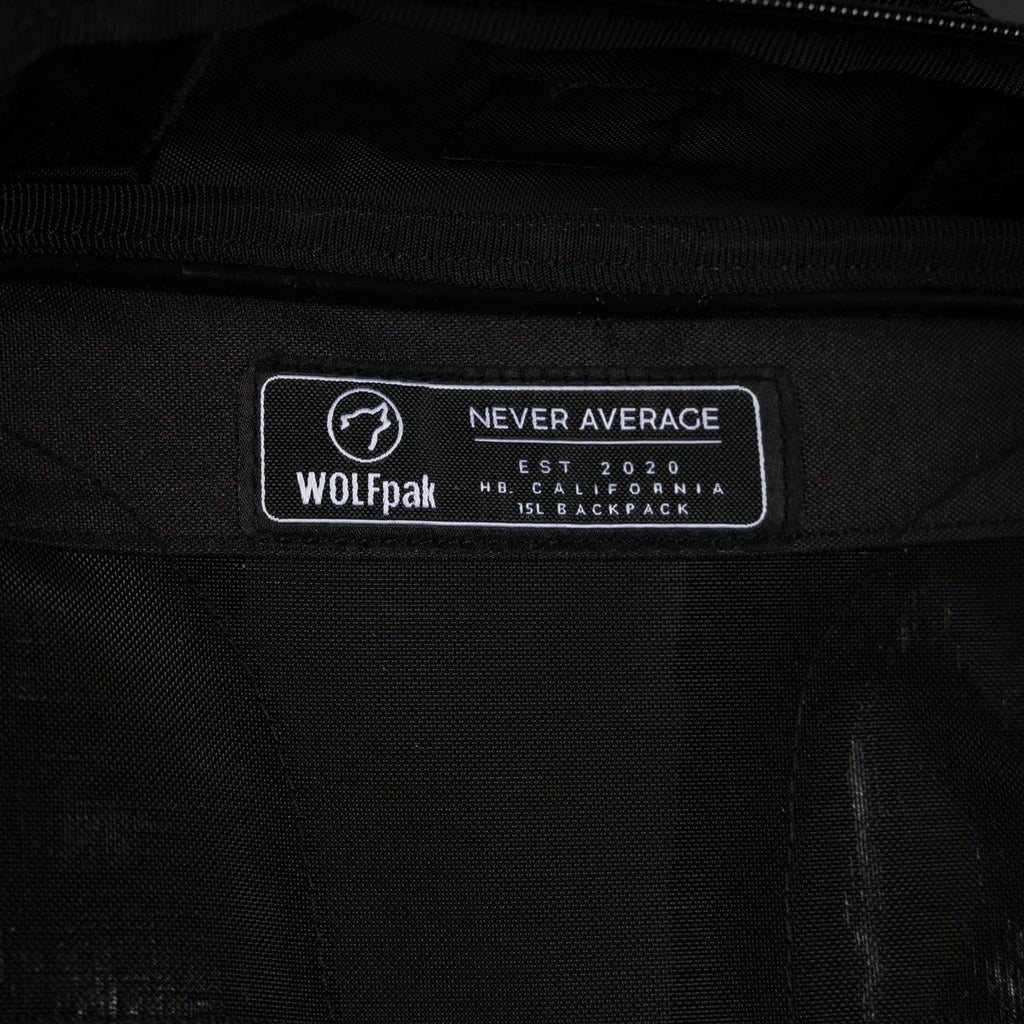 WOLFpak
NEVER AVERAGE
EST 2020
HB. CALIFORNIA
15L BACKPACK